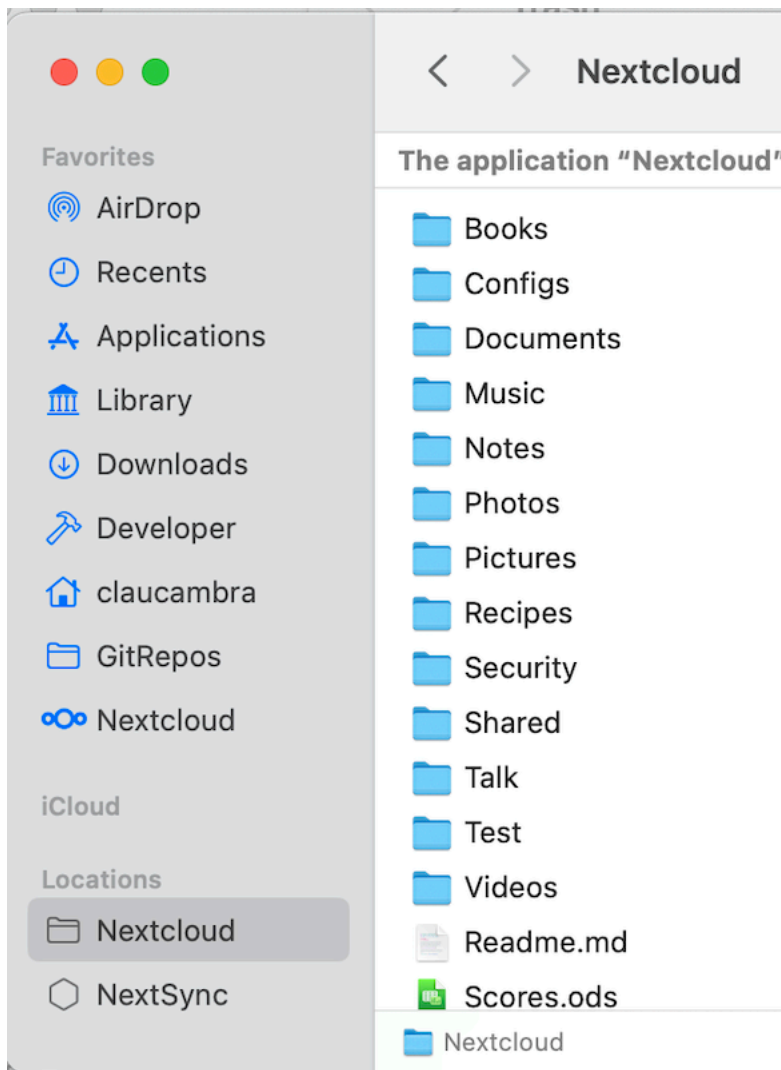 Nextcloud
Favorites
AirDrop
Recents
Applications
Library
Downloads
Developer
claucambra
GitRepos
Nextcloud
iCloud
Locations
Nextcloud
NextSync
The application “Nextcloud”
Books
Configs
Documents
Music
Notes
Photos
Pictures
Recipes
Security
Shared
Talk
Test
Videos
Readme.md
Scores.ods
Nextcloud